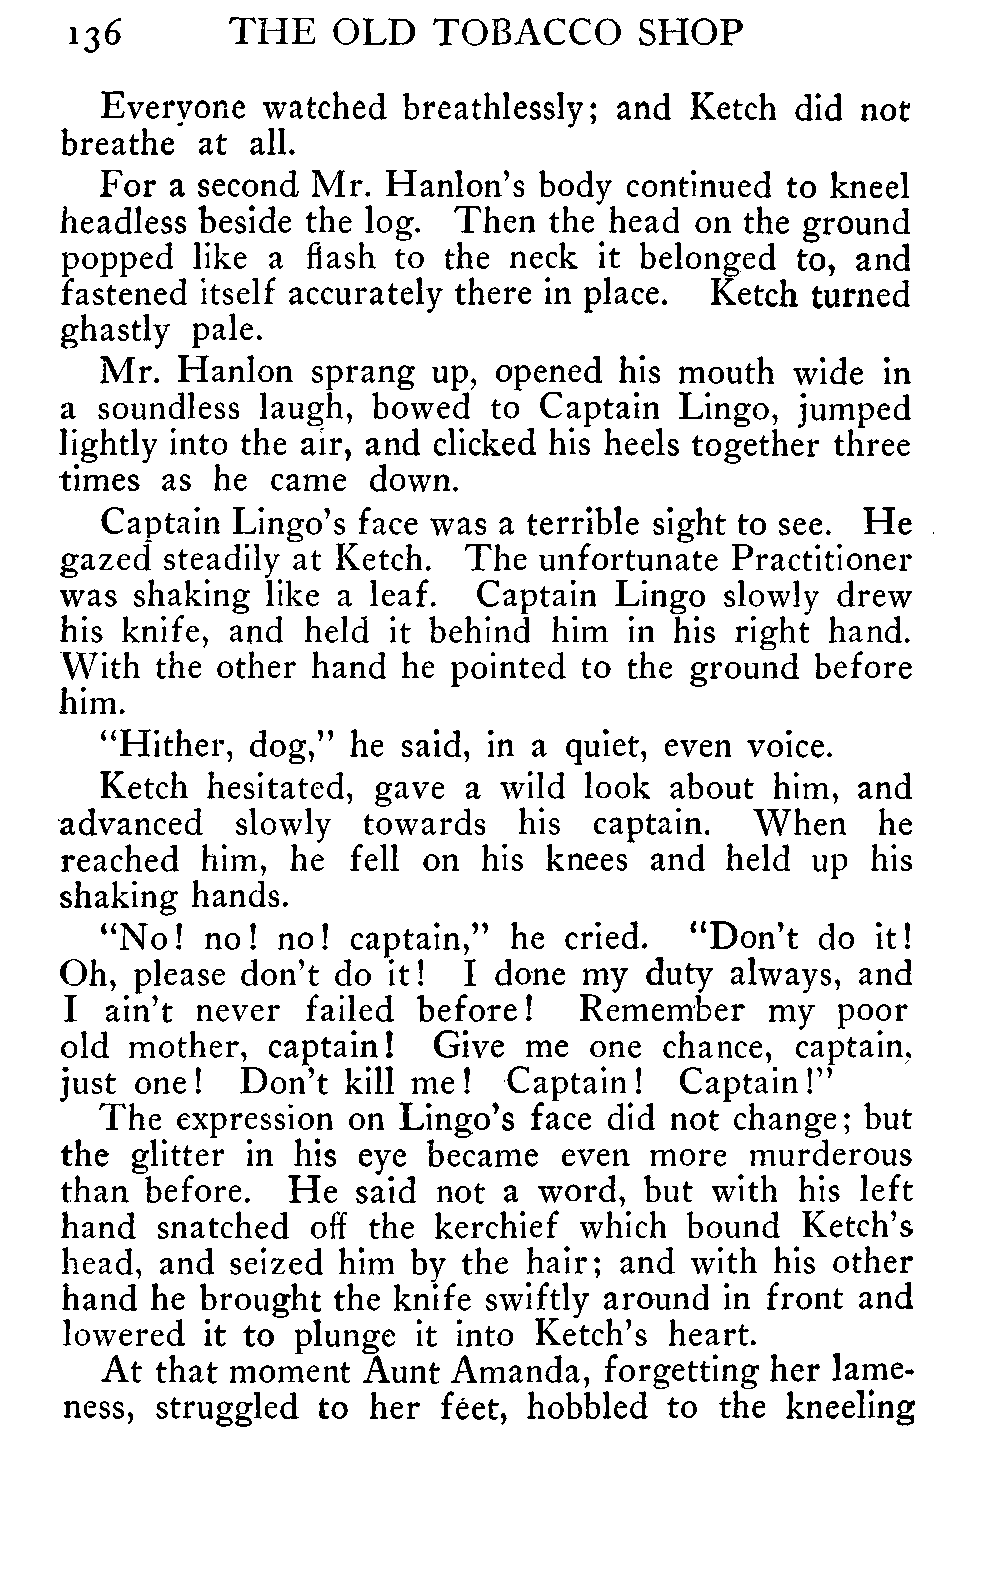 136 THE OLD TOBACCO SHOP
Everyone watched breathlessly; and Ketch did not
breathe at all.
For a second Mr. Hanlon's body continued to kneel
headless beside the log. Then the head on the ground
popped like a flash to the neck it belonged to, and
fastened itself accurately there in place. Ketch turned
ghastly pale.
Mr. Hanlon sprang up, opened his mouth wide in
a soundless laugh, bowed to Captain Lingo, jumped
lightly into the air, and clicked his heels together three
times as he came down.
Captain Lingo's face was a terrible sight to see. He
gazed steadily at Ketch. The unfortunate Practitioner
was shaking like a leaf. Captain Lingo slowly drew
his knife, and held it behind him in his right hand.
With the other hand he pointed to the ground before
him.
"Hither, dog," he said, in a quiet, even voice.
Ketch hesitated, gave a wild look about him, and
advanced slowly towards his captain. When he
reached him, he fell on his knees and held up his
shaking hands.
"No! no! no! captain," he cried. "Don't do it!
Oh, please don't do it! I done my duty always, and
I ain't never failed before! Remember my poor
old mother, captain! Give me one chance, captain,
just one! Don't kill me! Captain! Captain!"
The expression on Lingo's face did not change; but
the glitter in his eye became even more murderous
than before. He said not a word, but with his left
hand snatched off the kerchief which bound Ketch's
head, and seized him by the hair; and with his other
hand he brought the knife swiftly around in front and
lowered it to plunge it into Ketch's heart.
At that moment Aunt Amanda, forgetting her lame-
ness, struggled to her feet, hobbled to the kneeling